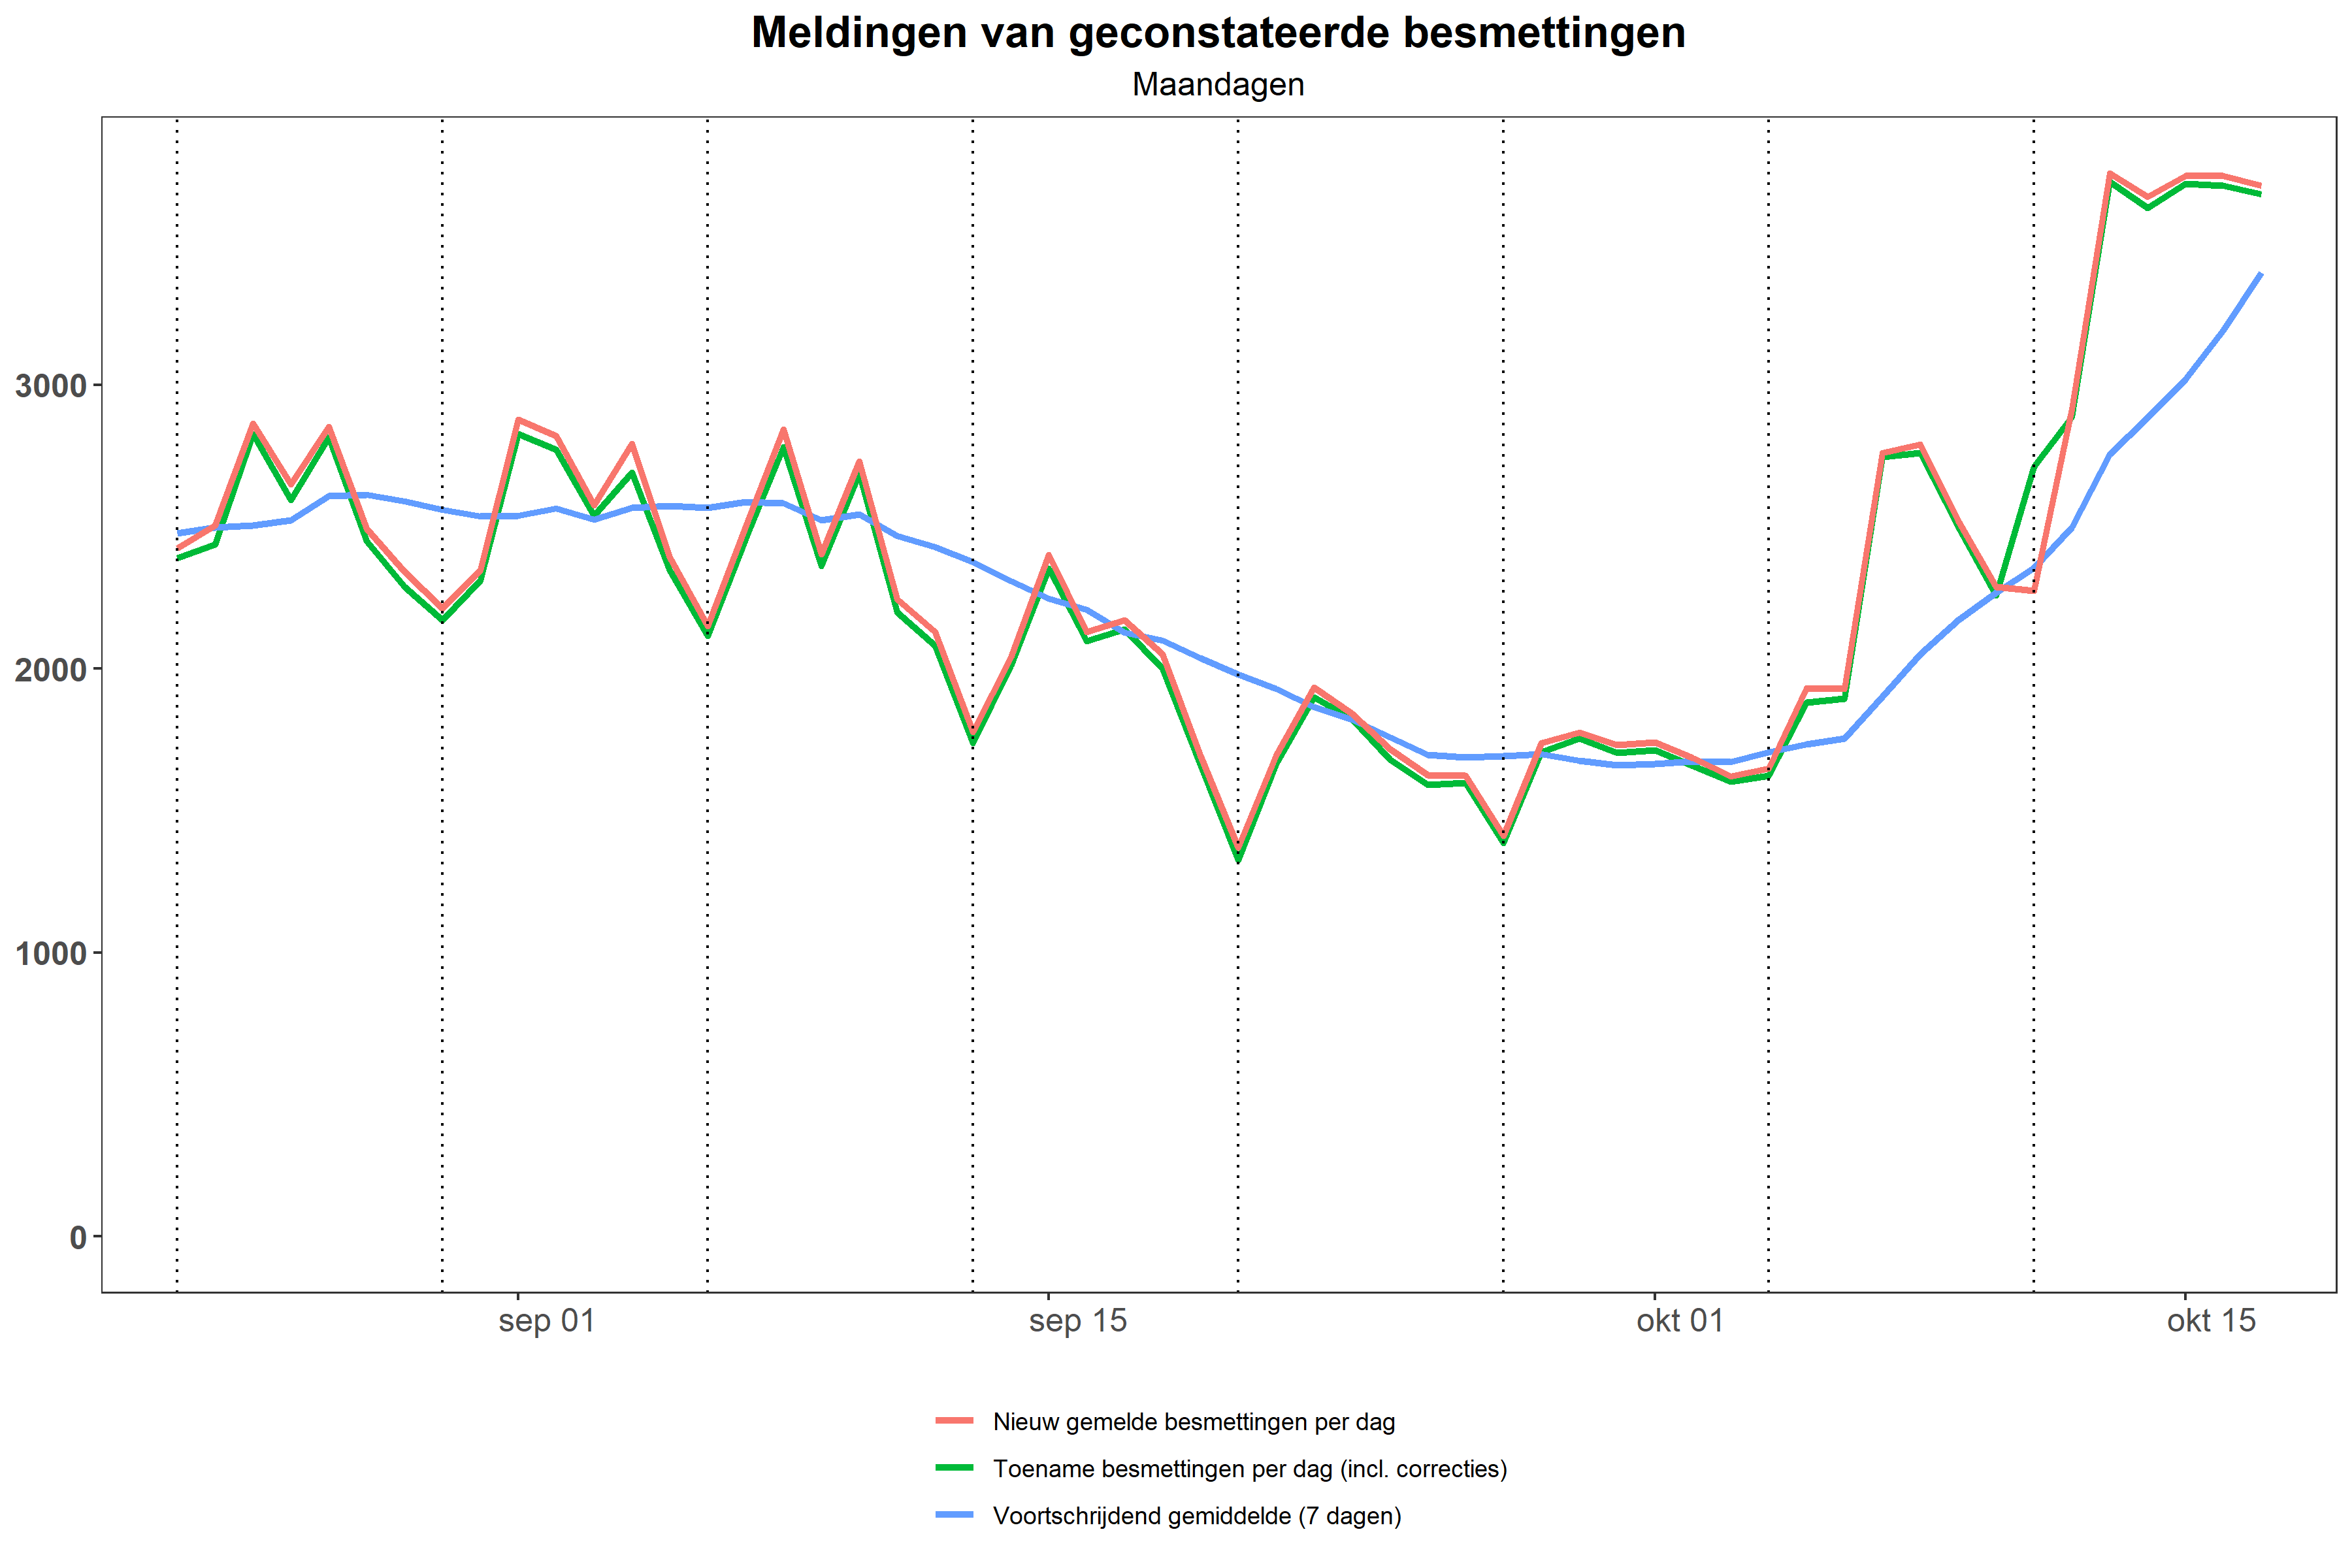 Meldingen van geconstateerde besmettingen
Maandagen
3000
2000
1000
0
sep 01
sep 15
okt 01
okt 15
Nieuw gemelde besmettingen per dag
Toename besmettingen per dag (incl. correcties)
Voortschrijdend gemiddelde (7 dagen)